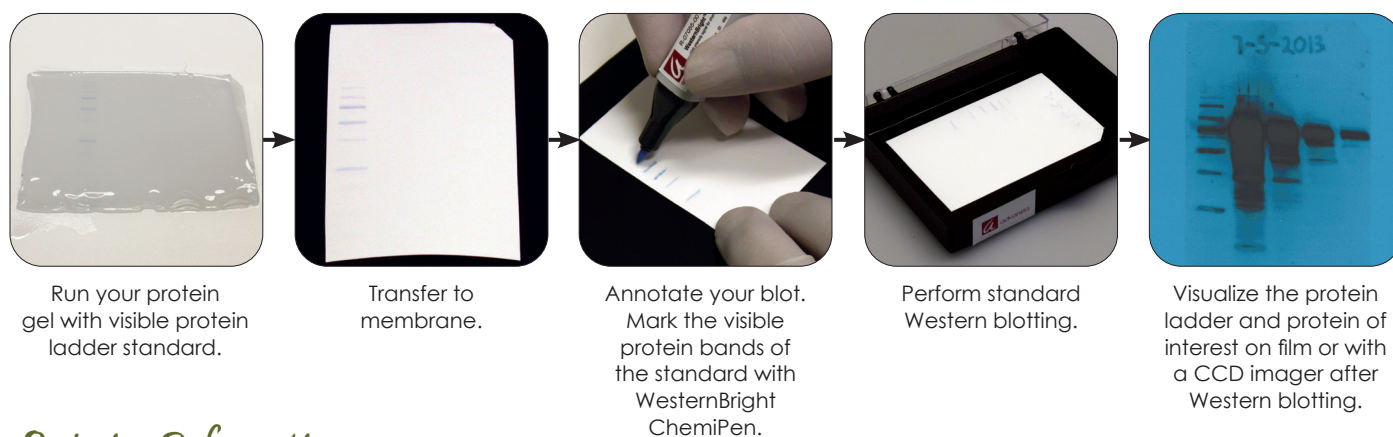 WesternBright
7-5-2013
advansta
Run your protein
gel with visible protein
ladder standard.
Transfer to
membrane.
Annotate your blot.
Mark the visible
protein bands of
the standard with
WesternBright
ChemiPen.
Perform standard
Western blotting.
Visualize the protein
ladder and protein of
interest on film or with
a CCD imager after
Western blotting.